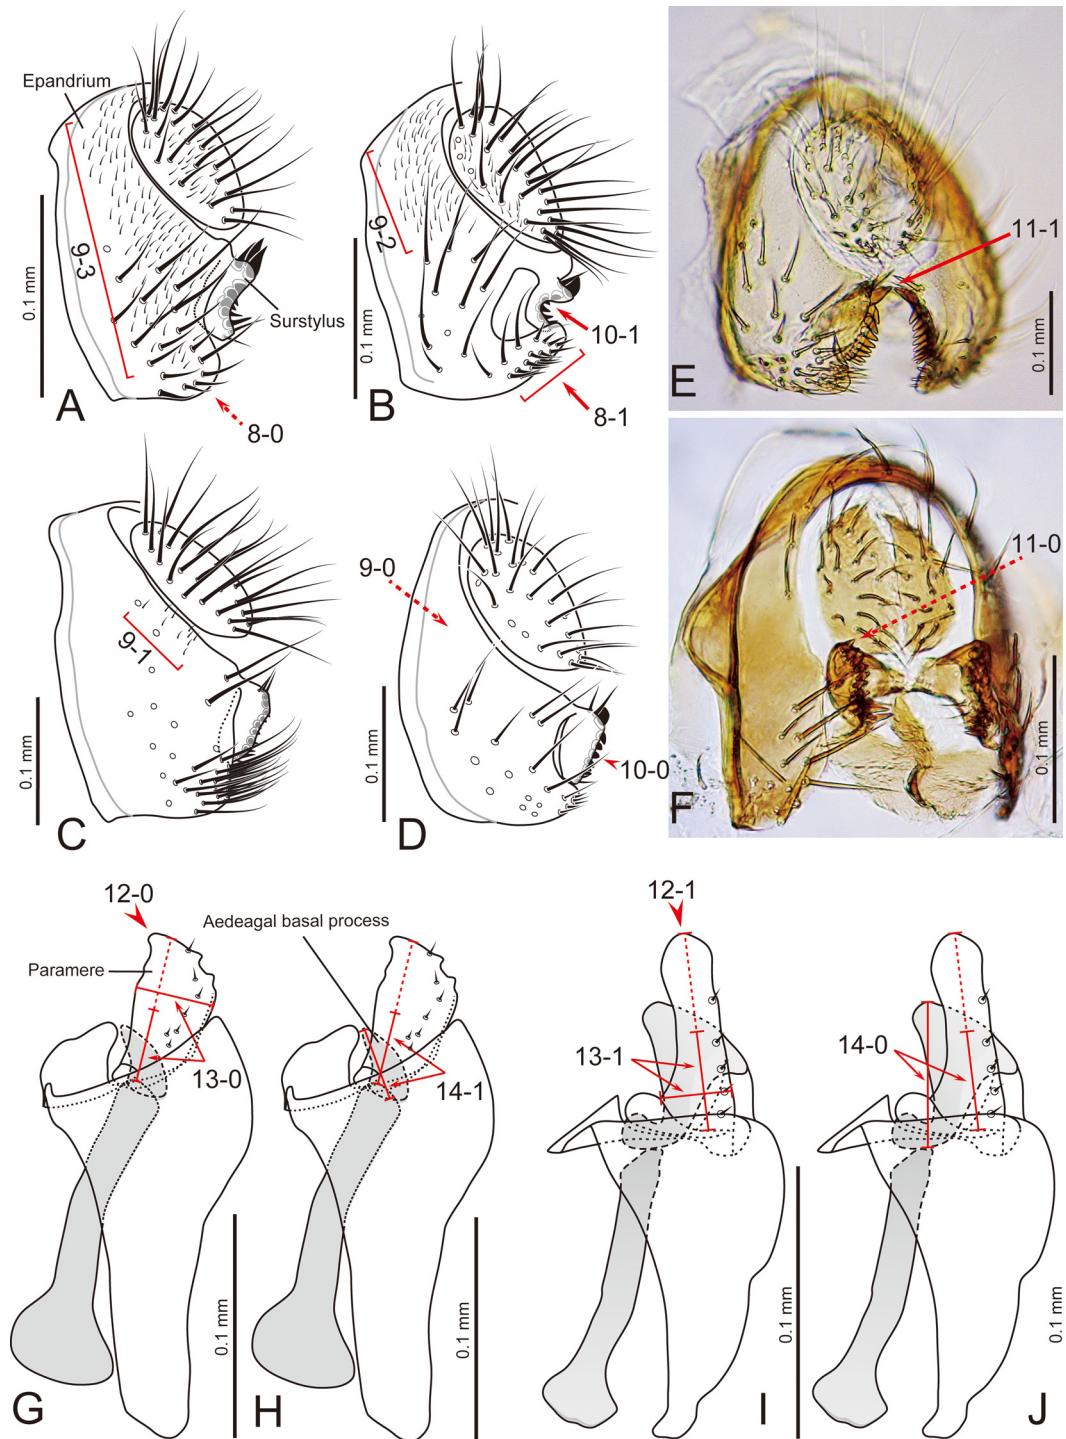 Epandrium
9-3
Surstylus
0.1 mm
A
8-0
9-2
10-1
0.1 mm
B
8-1
11-1
0.1 mm
E
9-1
0.1 mm
C
9-0
10-0
0.1 mm
D
11-0
0.1 mm
F
12-0
Aedeagal basal process
Paramere
13-0
14-1
0.1 mm
G
0.1 mm
H
12-1
13-1
14-0
0.1 mm
I
0.1 mm
J